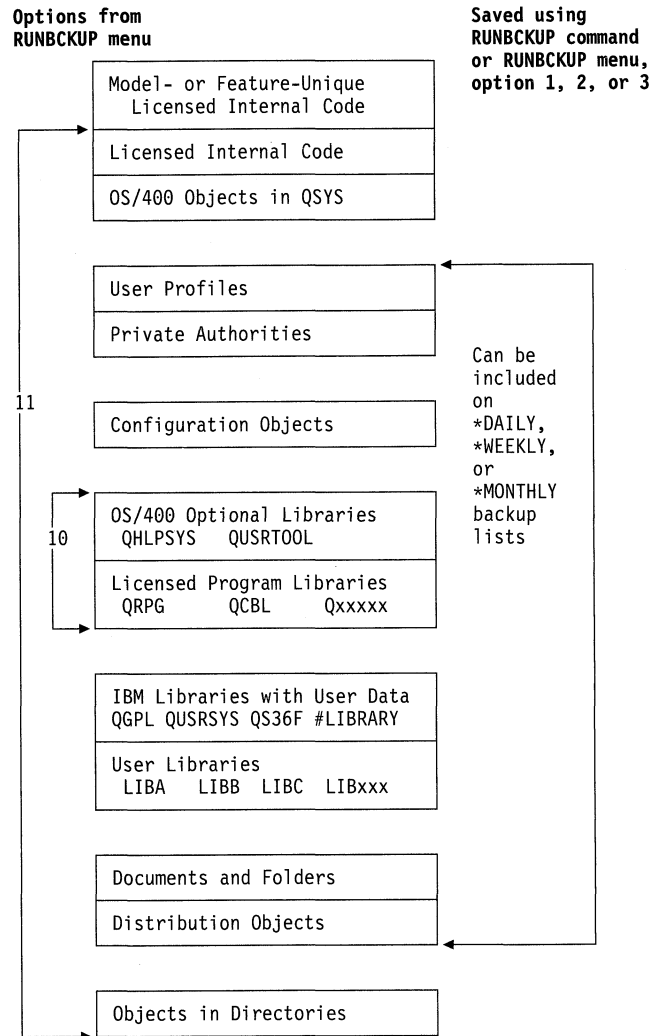 Options from
RUNBCKUP menu
Saved using
RUNBCKUP command
or RUNBCKUP menu,
option 1, 2, or 3
Model- or Feature-Unique
Licensed Internal Code
Licensed Internal Code
OS/400 Objects in QSYS
User Profiles
Private Authorities
11
Configuration Objects
Can be
included
on
*DAILY,
*WEEKLY,
or
*MONTHLY
backup
lists
10
OS/400 Optional Libraries
QHLPSYS QUSRTOOL
Licensed Program Libraries
QRPG QCBL Qxxxxx
IBM Libraries with User Data
QGPL QUSRSYS QS36F #LIBRARY
User Libraries
LIBA LIBB LIBC LIBxxx
Documents and Folders
Distribution Objects
Objects in Directories